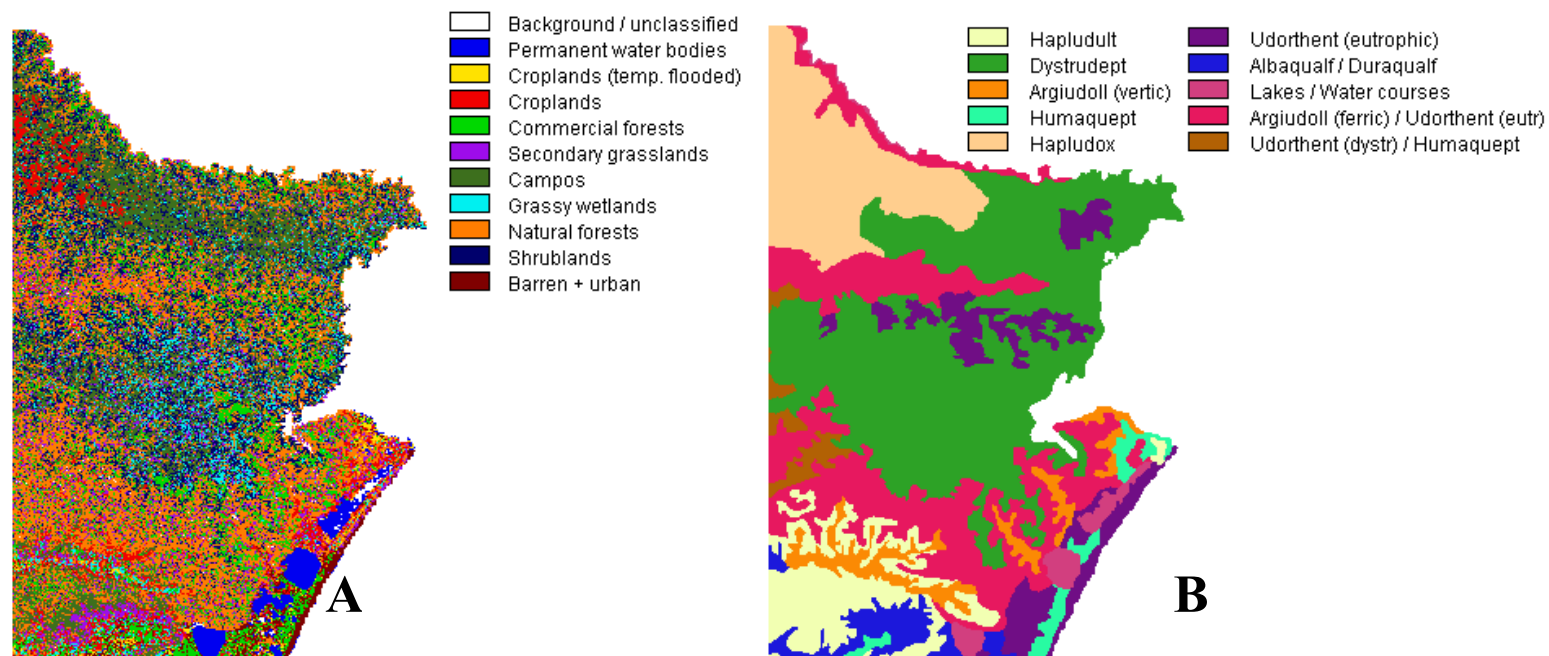 Background / unclassified
Permanent water bodies
Croplands (temp. flooded)
Croplands
Commercial forests
Secondary grasslands
Campos
Grassy wetlands
Natural forests
Shrublands
Barren + urban
A
Hapludult
Dystrudept
Argiudoll (vertic)
Humaquept
Hapludox
Udorthent (eutrophic)
Albaqualf / Duraqualf
Lakes / Water courses
Argiudoll (ferric) / Udorthent (eutr)
Udorthent (dystr) / Humaquept
B